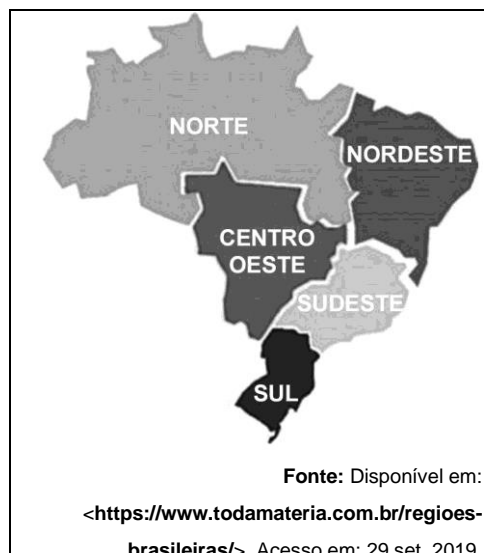 NORTE
NORDESTE
CENTRO
OESTE
SUDESTE
SUL
Fonte: Disponível em:
<https://www.todamateria.com.br/regioes-
brasileiras/>. Acesso em: 29 set. 2019.